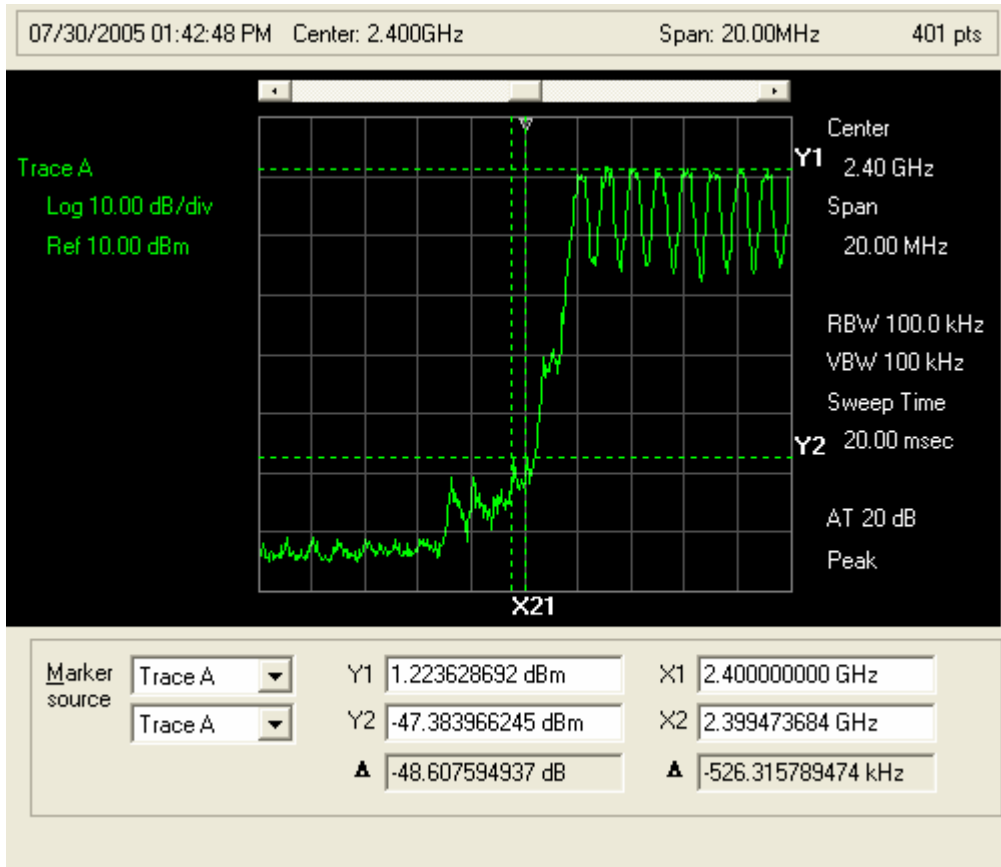 07/30/2005 01:42:48 PM Center: 2.400GHz Span: 20.00MHz 401 pts
Trace A
Log 10.00 dB/div
Ref 10.00 dBm
Y1
Y2
X21
Center
2.40 GHz
Span
20.00 MHz
RBW 100.0 kHz
VBW 100 kHz
Sweep Time
20.00 msec
AT 20 dB
Peak
Marker source
Trace A
Trace A
Y1 1.223628692 dBm
Y2 -47.383966245 dBm
Δ -48.607594937 dB
X1 2.400000000 GHz
X2 2.399473684 GHz
Δ -526.315789474 kHz